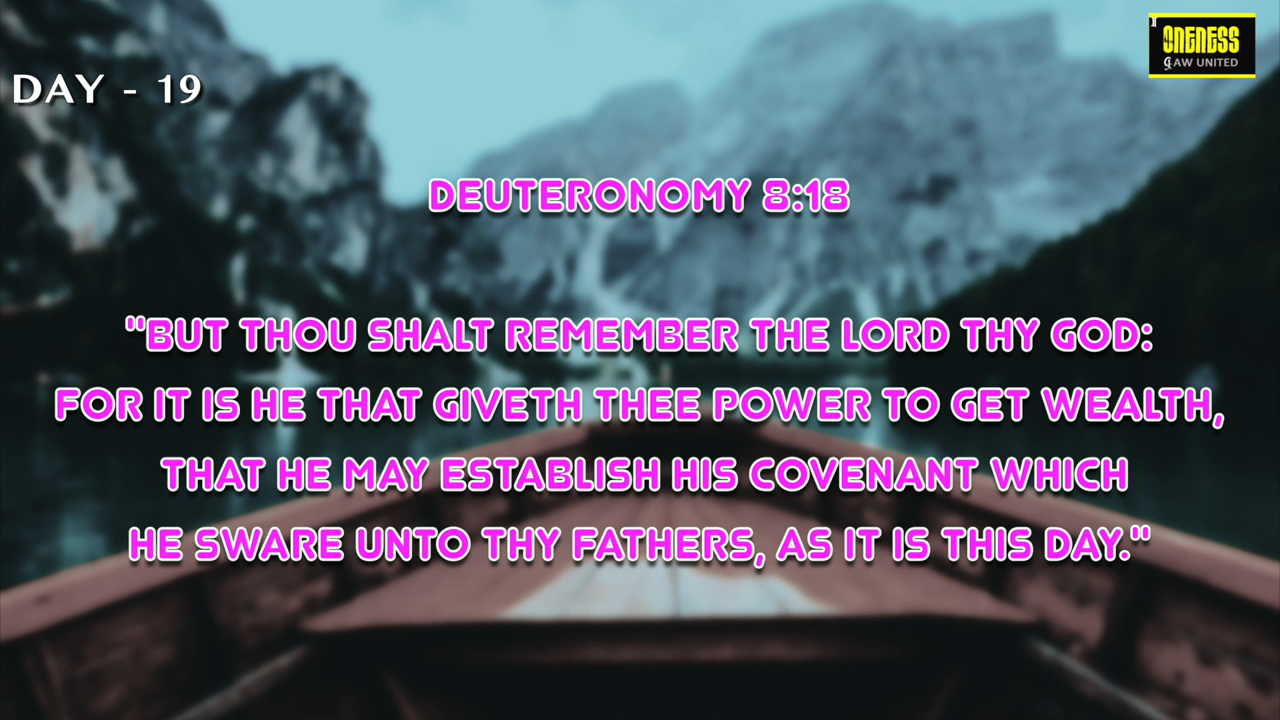 ONENESS
LAW UNITED
DAY - 19
DEUTERONOMY 8:18
"BUT THOU SHALT REMEMBER THE LORD THY GOD:
FOR IT IS HE THAT GIVETH THEE POWER TO GET WEALTH,
THAT HE MAY ESTABLISH HIS COVENANT WHICH
HE SWARE UNTO THY FATHERS, AS IT IS THIS DAY."